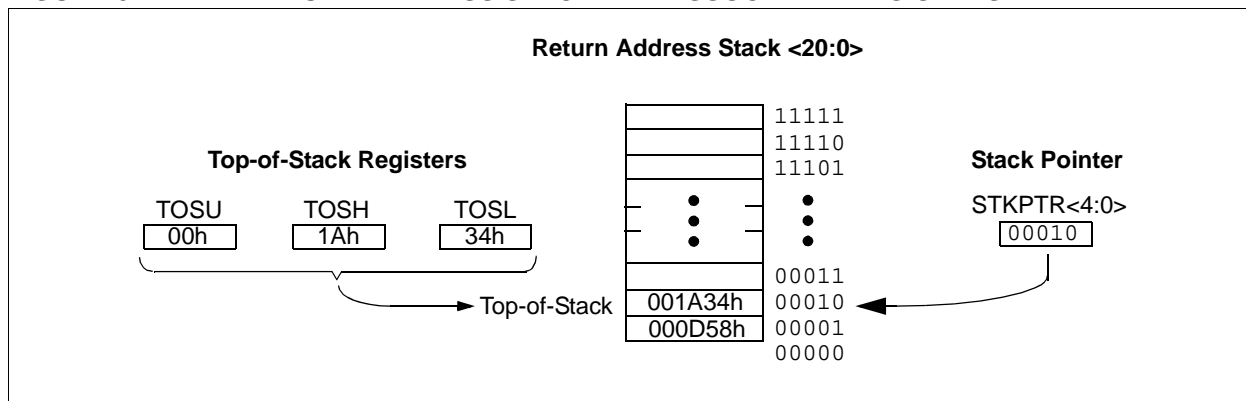 Return Address Stack <20:0>
11111
11110
11101
Top-of-Stack Registers
Stack Pointer
TOSU TOSH TOSL
STKPTR<4:0>
00h 1Ah 34h
00010
00011
Top-of-Stack 001A34h 00010
000D58h 00001
00000